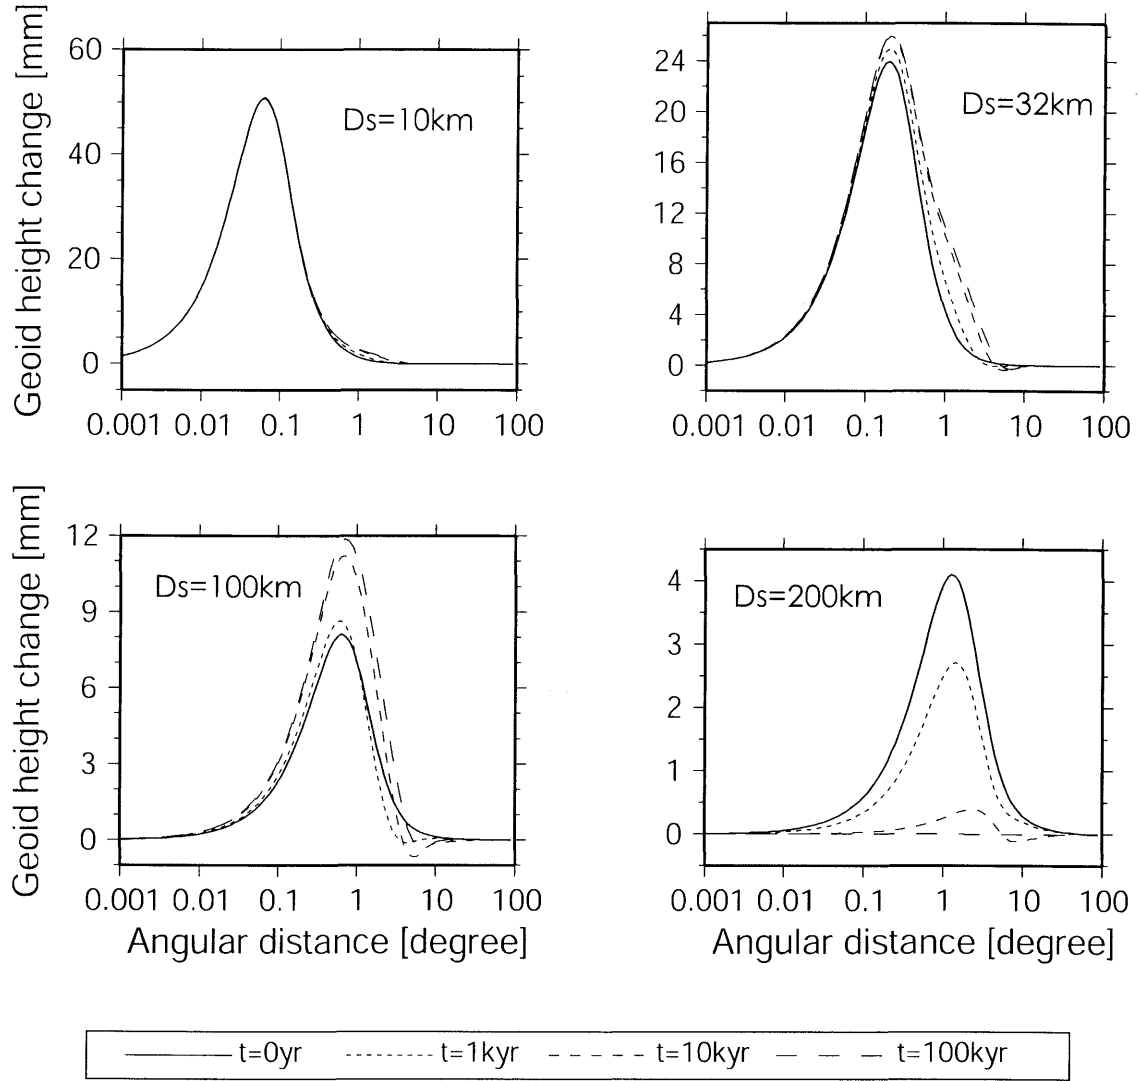 Geoid height change [mm]
60
40
20
0
Ds=10km
0.001 0.01 0.1 1 10 100
24
20
16
12
8
4
0
Ds=32km
0.001 0.01 0.1 1 10 100
Geoid height change [mm]
12
9
6
3
0
Ds=100km
0.001 0.01 0.1 1 10 100
Angular distance [degree]
4
3
2
1
0
Ds=200km
0.001 0.01 0.1 1 10 100
Angular distance [degree]
t=0yr t=1kyr t=10kyr t=100kyr